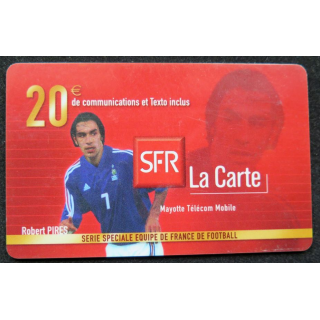 20€
de communications et Texto inclus
SFR
La Carte
Mayotte Télécom Mobile
7
Robert PIRES
SERIE SPECIALE EQUIPE DE FRANCE DE FOOTBALL